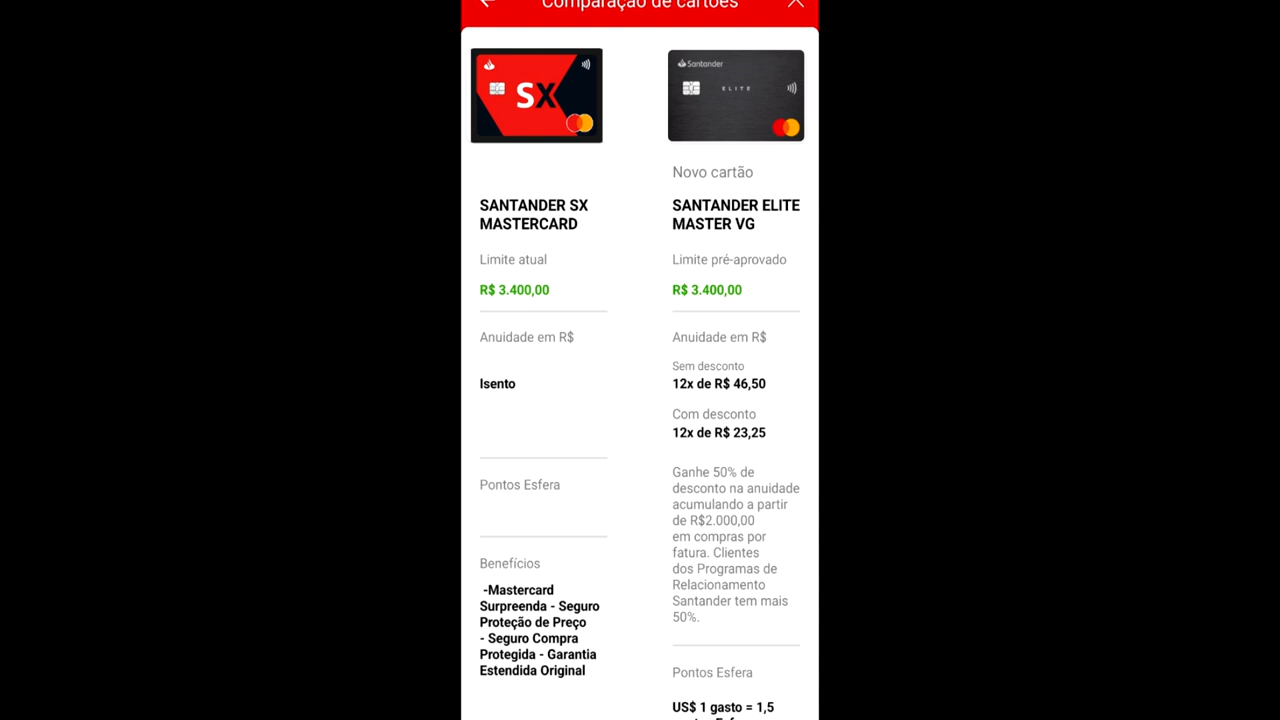 Comparação de cartões
SX
Santander
ELITE
Novo cartão
SANTANDER SX
MASTERCARD
Limite atual
R$ 3.400,00
Anuidade em R$
Isento
Pontos Esfera
Benefícios
-Mastercard
Surpreenda - Seguro
Proteção de Preço
- Seguro Compra
Protegida - Garantia
Estendida Original
SANTANDER ELITE
MASTER VG
Limite pré-aprovado
R$ 3.400,00
Anuidade em R$
Sem desconto
12x de R$ 46,50
Com desconto
12x de R$ 23,25
Ganhe 50% de
desconto na anuidade
acumulando a partir
de R$2.000,00
em compras por
fatura. Clientes
dos Programas de
Relacionamento
Santander tem mais
50%.
Pontos Esfera
US$ 1 gasto = 1,5